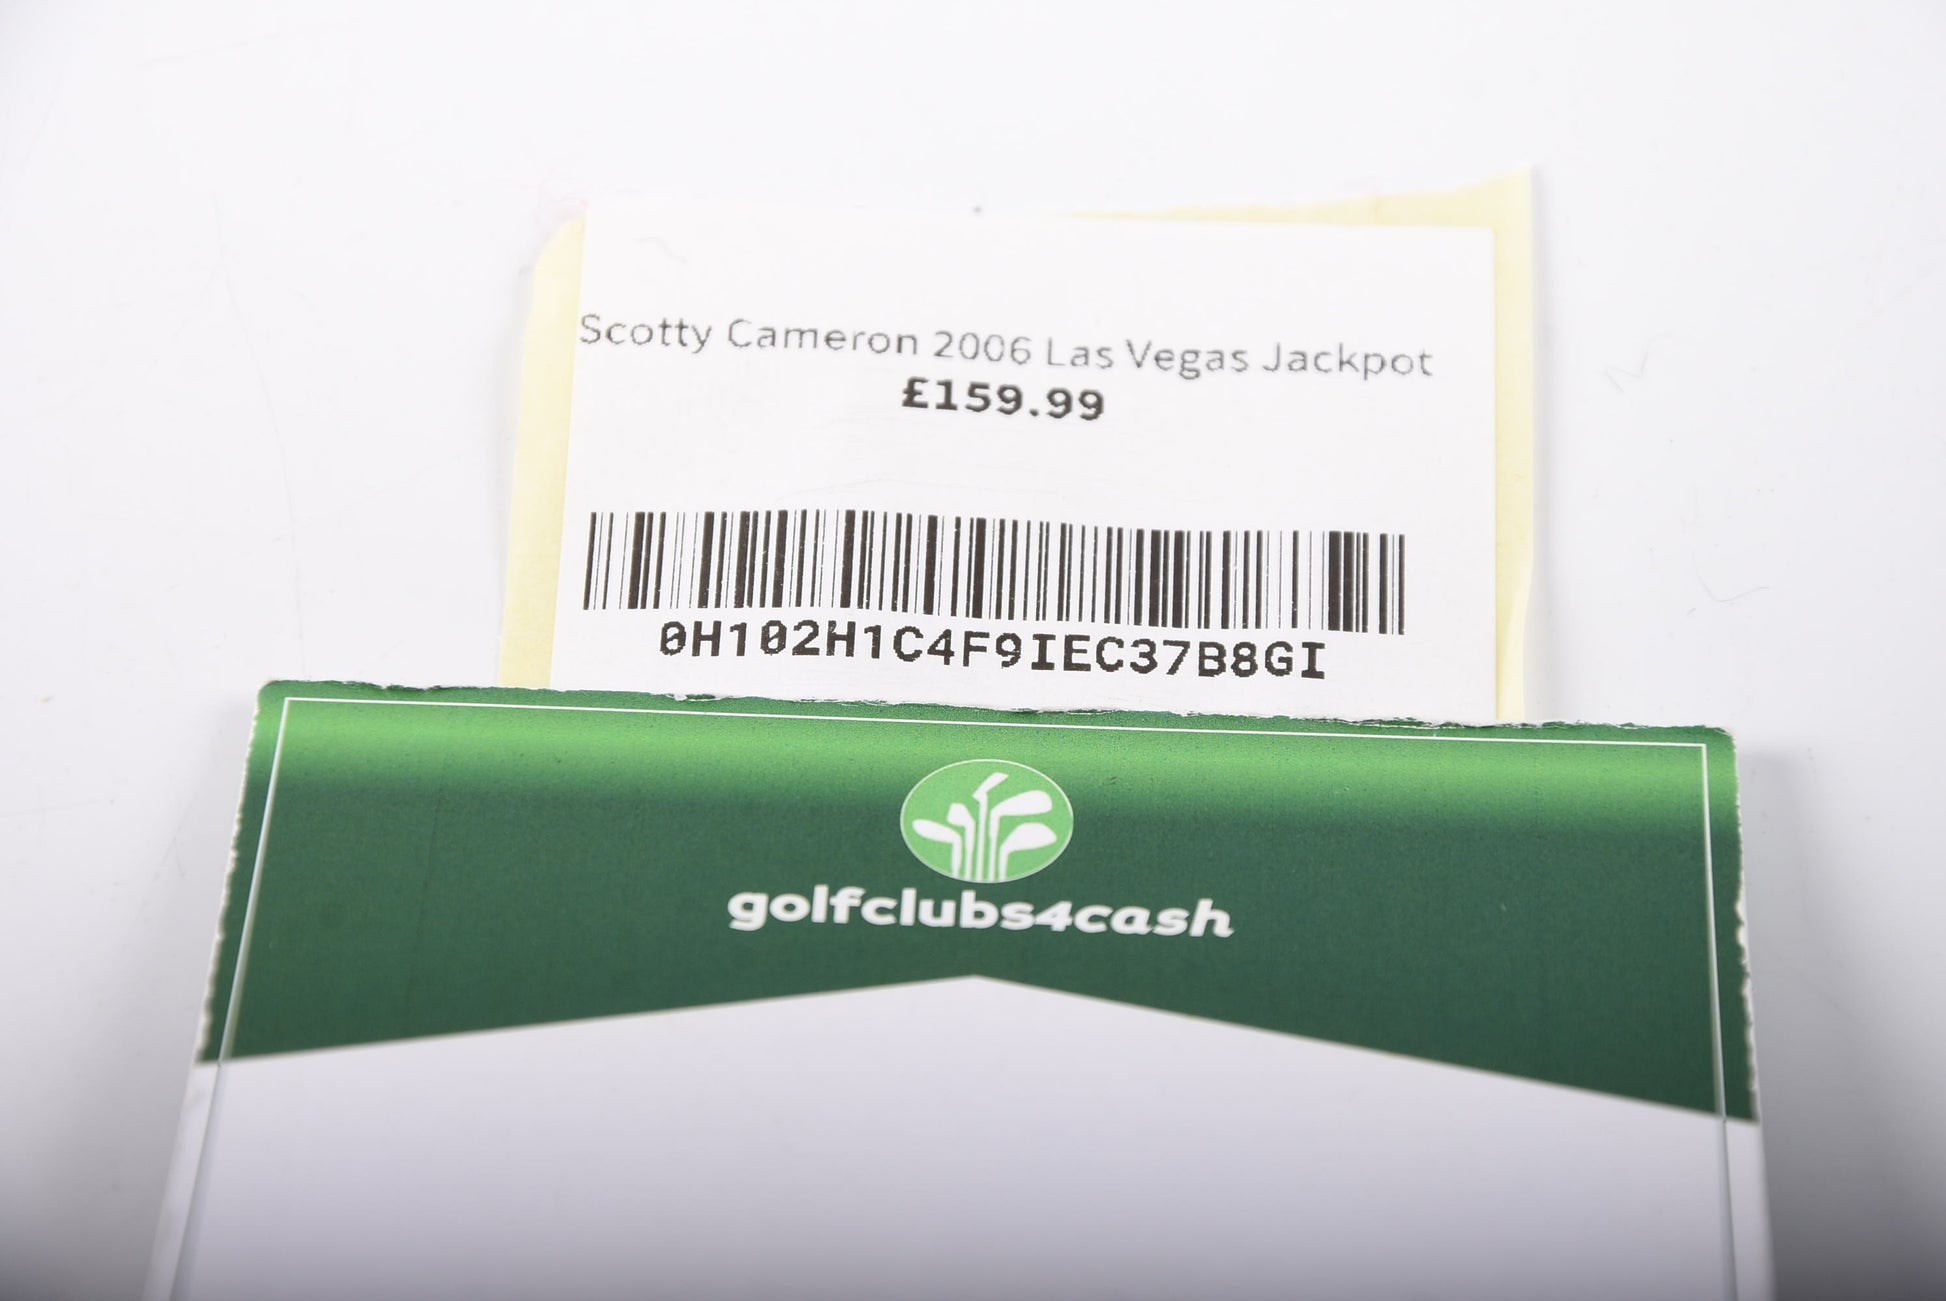 Scotty Cameron 2006 Las Vegas Jackpot
£159.99
0H102H1C4F9IEC37B8GI
golfclubs4cash